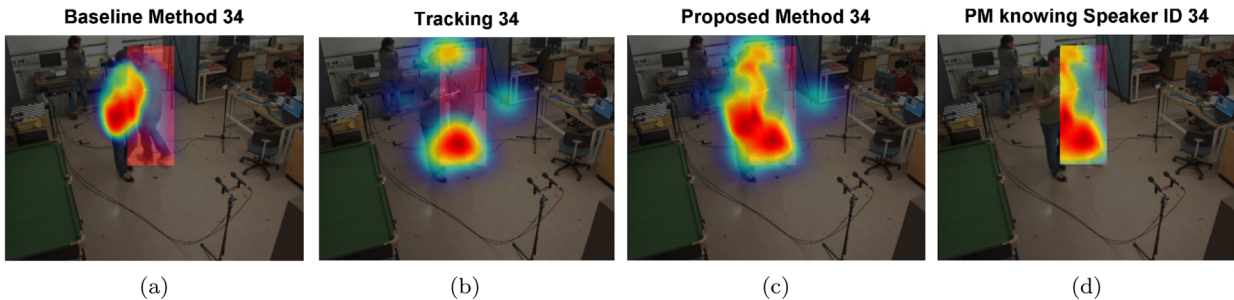 Baseline Method 34
Tracking 34
Proposed Method 34
PM knowing Speaker ID 34
(a)
(b)
(c)
(d)